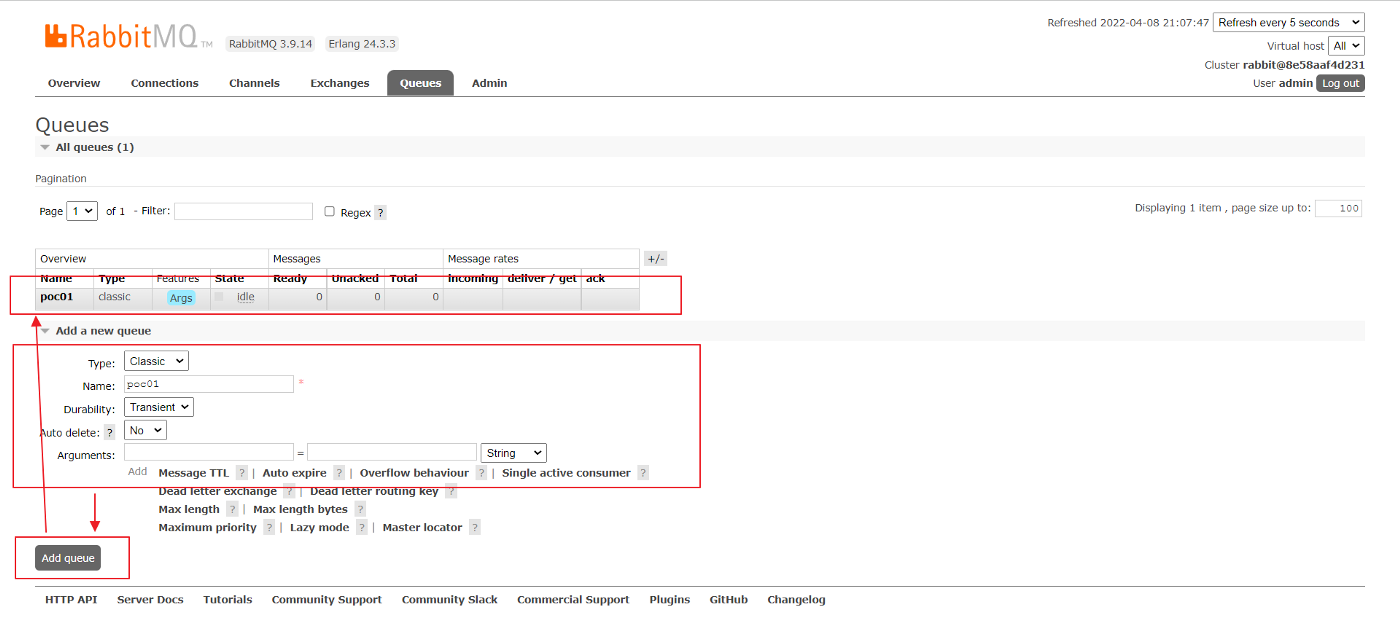 RabbitMQ TM RabbitMQ 3.9.14 Erlang 24.3.3
Refreshed 2022-04-08 21:07:47 Refresh every 5 seconds
Virtual host All
Cluster rabbit@8e58aaf4d231
User admin Log out
Overview Connections Channels Exchanges Queues Admin
Queues
All queues (1)
Pagination
Page 1 of 1 - Filter: Regex ? Displaying 1 item , page size up to: 100
Overview Messages Message rates +/-
Name Type Features State Ready Unacked Total incoming deliver / get ack
poc01 classic Args idle 0 0 0
Add a new queue
Type: Classic
Name: poc01 *
Durability: Transient
Auto delete: ? No
Arguments: = String
Add Message TTL ? | Auto expire ? | Overflow behaviour ? | Single active consumer ?
Dead letter exchange ? | Dead letter routing key ?
Max length ? | Max length bytes ?
Maximum priority ? | Lazy mode ? | Master locator ?
Add queue
HTTP API Server Docs Tutorials Community Support Community Slack Commercial Support Plugins GitHub Changelog